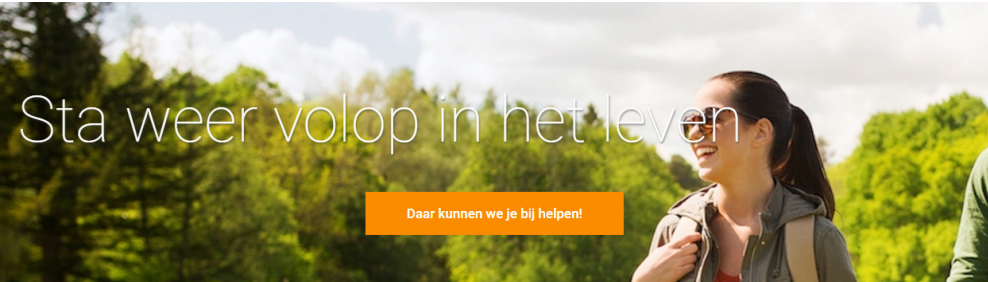 Sta weer volop in het leven
Daar kunnen we je bij helpen!